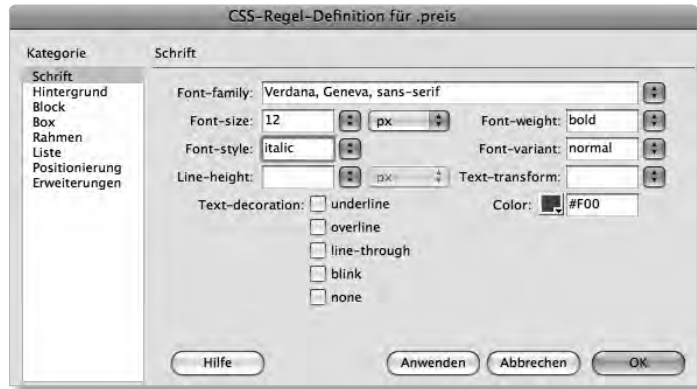 CSS-Regel-Definition für .preis
Kategorie
Schrift
Hintergrund
Block
Box
Rahmen
Liste
Positionierung
Erweiterungen
Schrift
Font-family: Verdana, Geneva, sans-serif
Font-size: 12 px Font-weight: bold
Font-style: italic Font-variant: normal
Line-height: px Text-transform:
Text-decoration: underline Color: #F00
overline
line-through
blink
none
Hilfe Anwenden Abbrechen OK